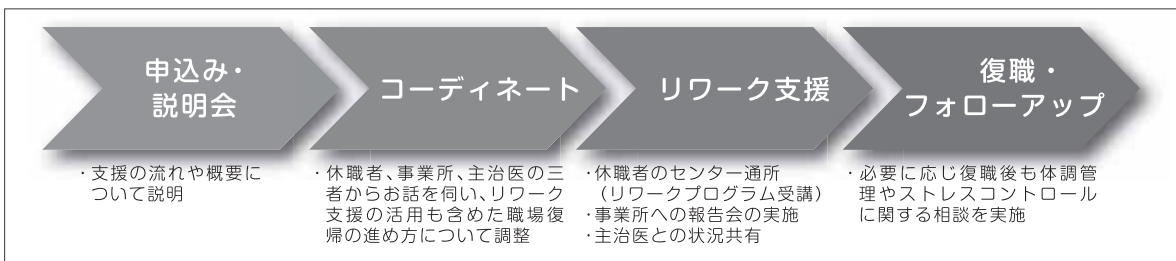 申込み・
説明会
コーディネート
リワーク支援
復職・
フォローアップ
・支援の流れや概要に
ついて説明
・休職者、事業所、主治医の三
者からお話を伺い、リワーク
支援の活用も含めた職場復
帰の進め方について調整
・休職者のセンター通所
（リワークプログラム受講）
・事業所への報告会の実施
・主治医との状況共有
・必要に応じ復職後も体調管
理やストレスコントロール
に関する相談を実施